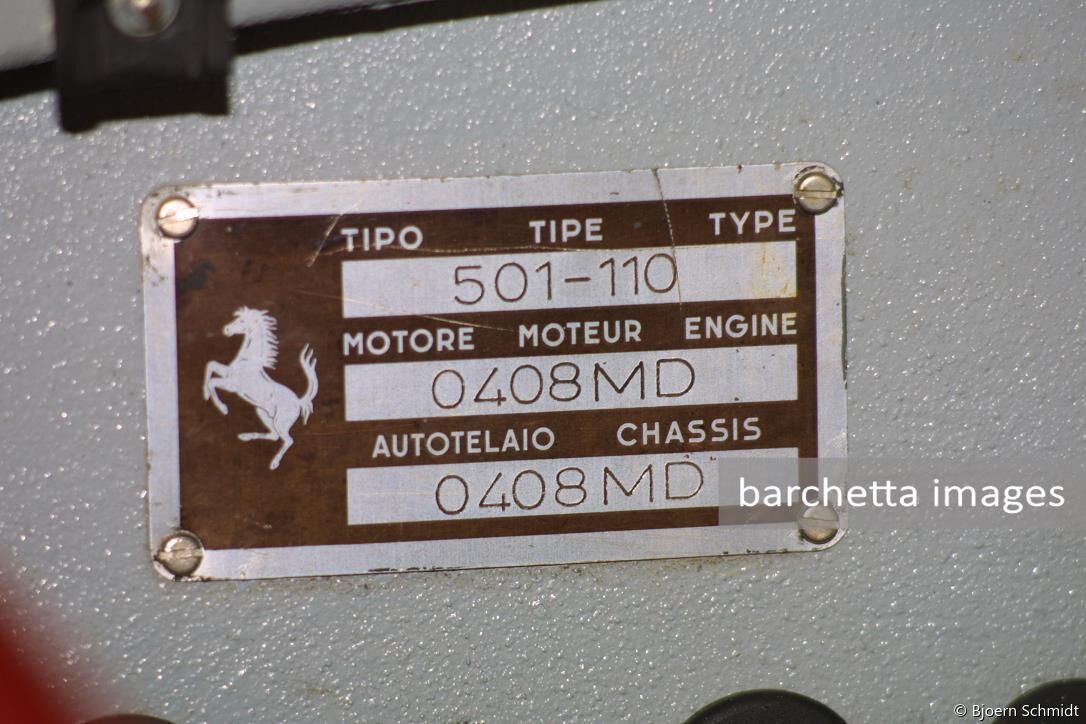 TIPO TIPE TYPE
501-110
MOTORE MOTEUR ENGINE
0408MD
AUTOTELAIO CHASSIS
0408MD
barchetta images
© Bjoern Schmidt